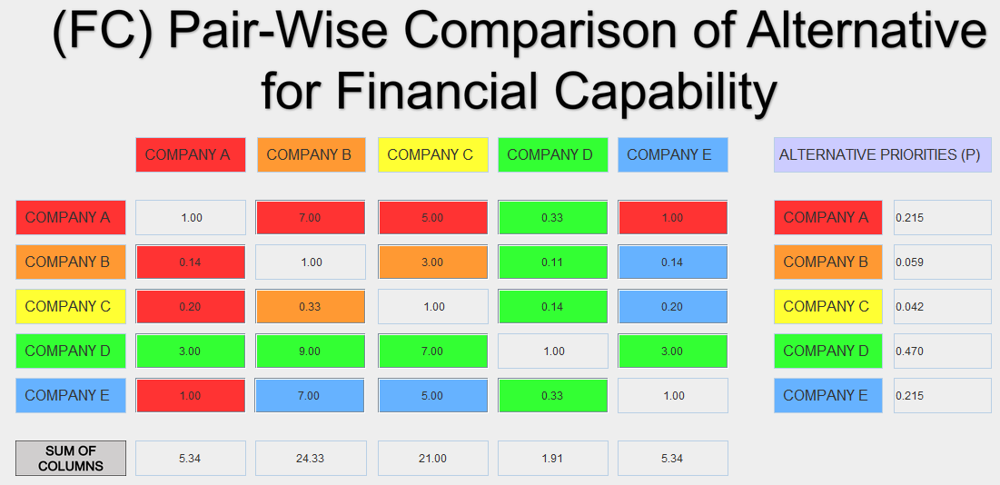 (FC) Pair-Wise Comparison of Alternative
for Financial Capability
COMPANY A COMPANY B COMPANY C COMPANY D COMPANY E ALTERNATIVE PRIORITIES (P)
COMPANY A 1.00 7.00 5.00 0.33 1.00 COMPANY A 0.215
COMPANY B 0.14 1.00 3.00 0.11 0.14 COMPANY B 0.059
COMPANY C 0.20 0.33 1.00 0.14 0.20 COMPANY C 0.042
COMPANY D 3.00 9.00 7.00 1.00 3.00 COMPANY D 0.470
COMPANY E 1.00 7.00 5.00 0.33 1.00 COMPANY E 0.215
SUM OF
COLUMNS 5.34 24.33 21.00 1.91 5.34